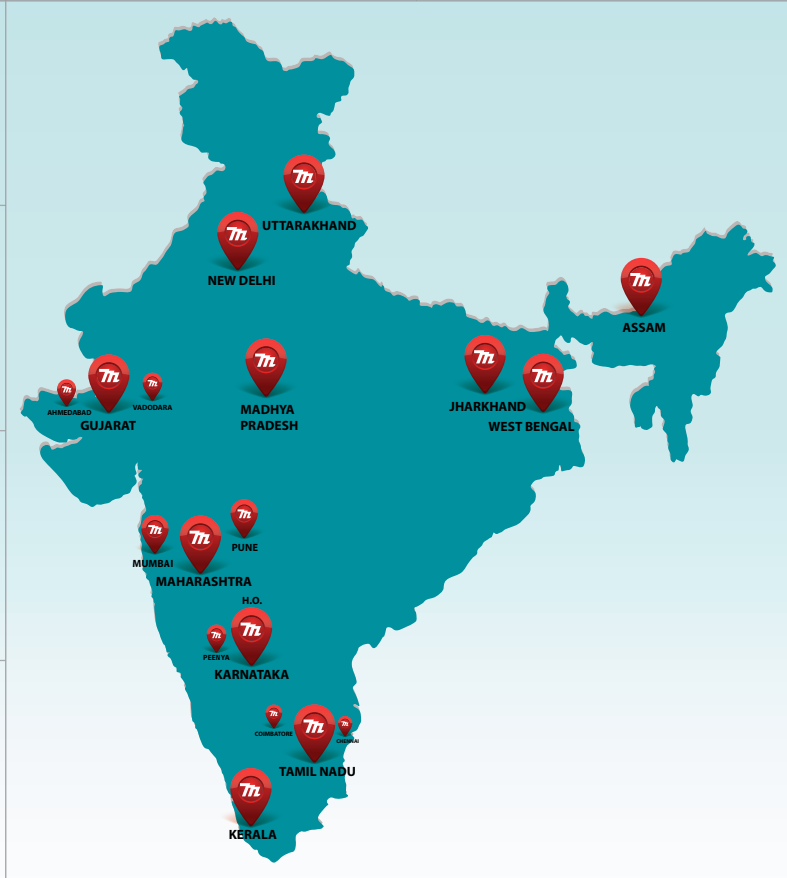 UTTARAKHAND
NEW DELHI
ASSAM
AHMEDABAD
GUJARAT
VADODARA
MADHYA
PRADESH
JHARKHAND
WEST BENGAL
MUMBAI
MAHARASHTRA
PUNE
H.O.
PEENYA
KARNATAKA
COIMBATORE
TAMIL NADU
CHENNAI
KERALA